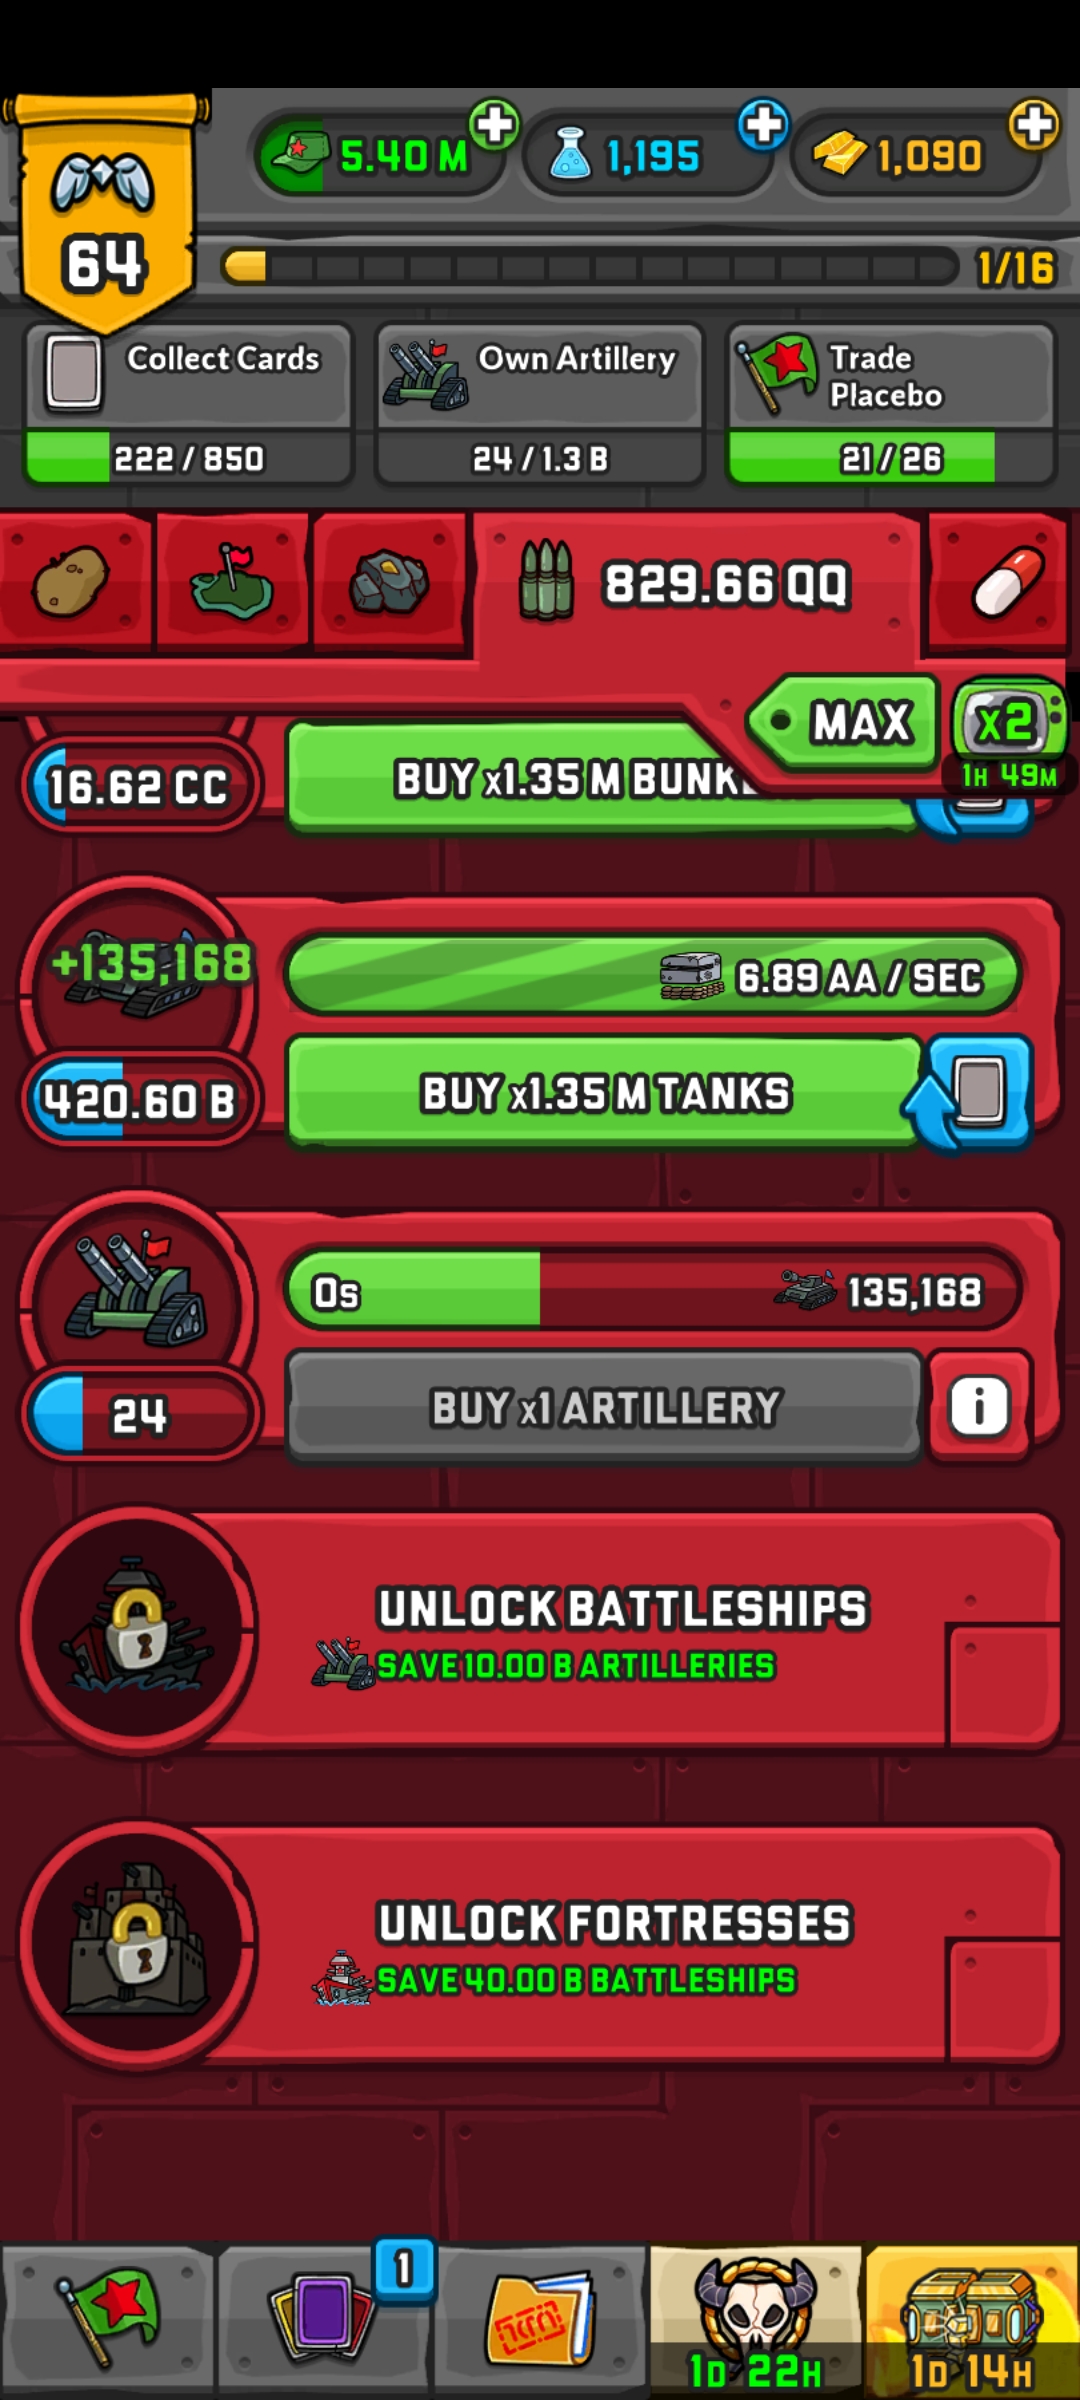 64
5.40 M
1,195
1,090
1/16
Collect Cards
222 / 850
Own Artillery
24 / 1.3 B
Trade
Placebo
21 / 26
829.66 QQ
MAX
x2
1H 49M
16.62 CC
BUY x1.35 M
+135,168
6.89 AA / SEC
420.60 B
BUY x1.35 M TANKS
0s
135,168
24
BUY x1 ARTILLERY
i
UNLOCK BATTLESHIPS
SAVE 10.00 B ARTILLERIES
UNLOCK FORTRESSES
SAVE 40.00 B BATTLESHIPS
1
1D 22H
1D 14H